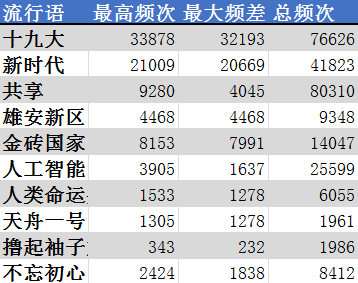 流行语 最高频次 最大频差 总频次
十九大 33878 32193 76626
新时代 21009 20669 41823
共享 9280 4045 80310
雄安新区 4468 4468 9348
金砖国家 8153 7991 14047
人工智能 3905 1637 25599
人类命运 1533 1278 6055
天舟一号 1305 1278 1961
撸起袖子 343 232 1986
不忘初心 2424 1838 8412